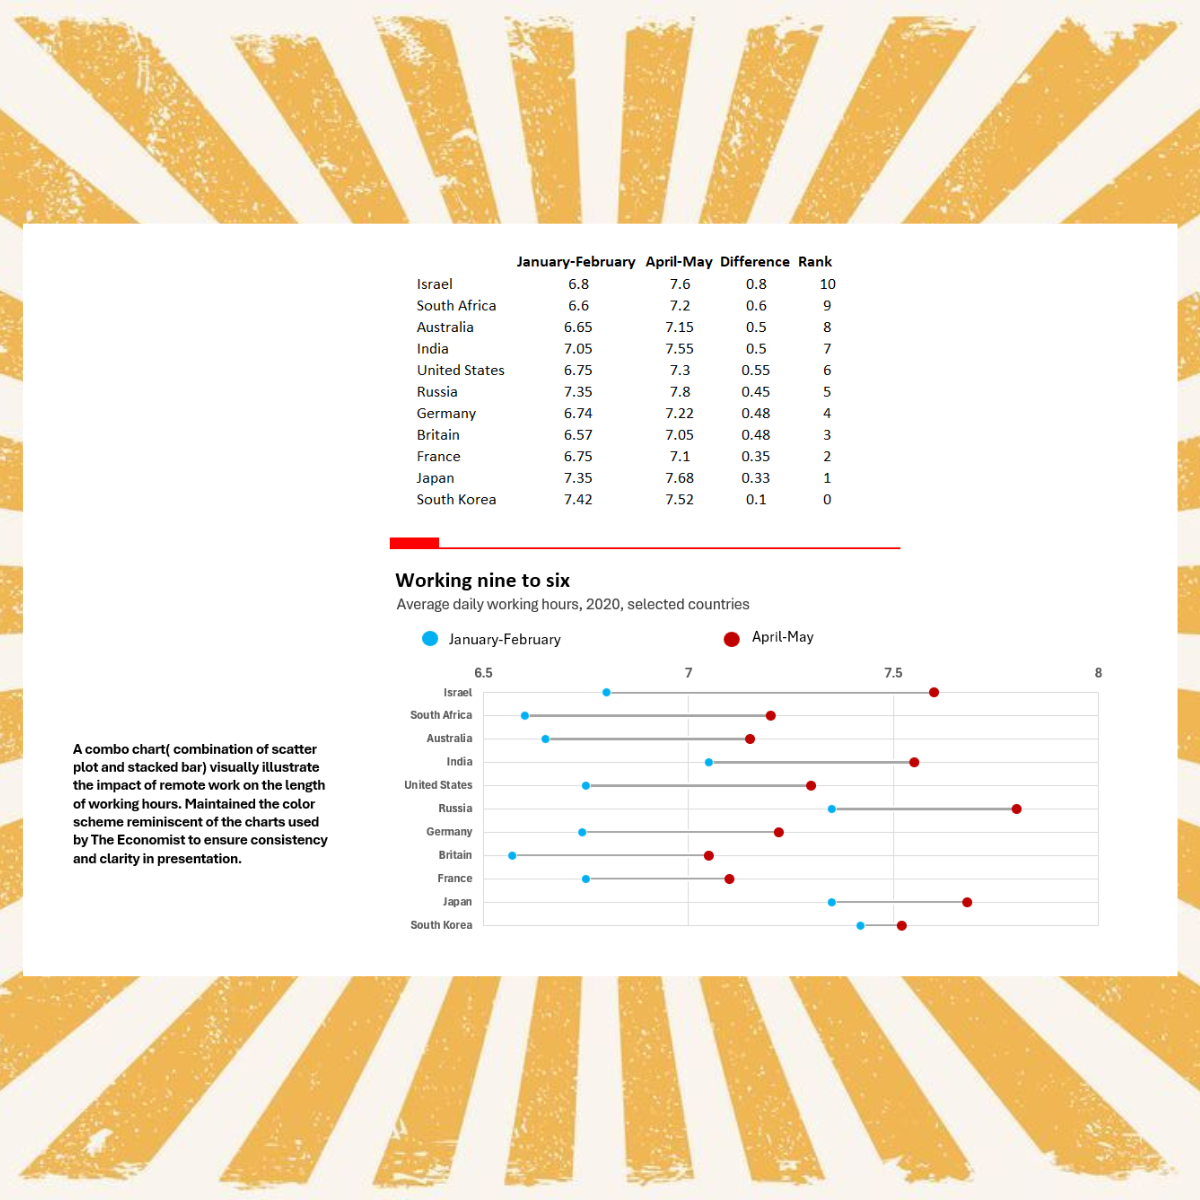 January-February April-May Difference Rank
Israel 6.8 7.6 0.8 10
South Africa 6.6 7.2 0.6 9
Australia 6.65 7.15 0.5 8
India 7.05 7.55 0.5 7
United States 6.75 7.3 0.55 6
Russia 7.35 7.8 0.45 5
Germany 6.74 7.22 0.48 4
Britain 6.57 7.05 0.48 3
France 6.75 7.1 0.35 2
Japan 7.35 7.68 0.33 1
South Korea 7.42 7.52 0.1 0
Working nine to six
Average daily working hours, 2020, selected countries
January-February April-May
6.5 7 7.5 8
Israel
South Africa
Australia
India
United States
Russia
Germany
Britain
France
Japan
South Korea
A combo chart( combination of scatter
plot and stacked bar) visually illustrate
the impact of remote work on the length
of working hours. Maintained the color
scheme reminiscent of the charts used
by The Economist to ensure consistency
and clarity in presentation.